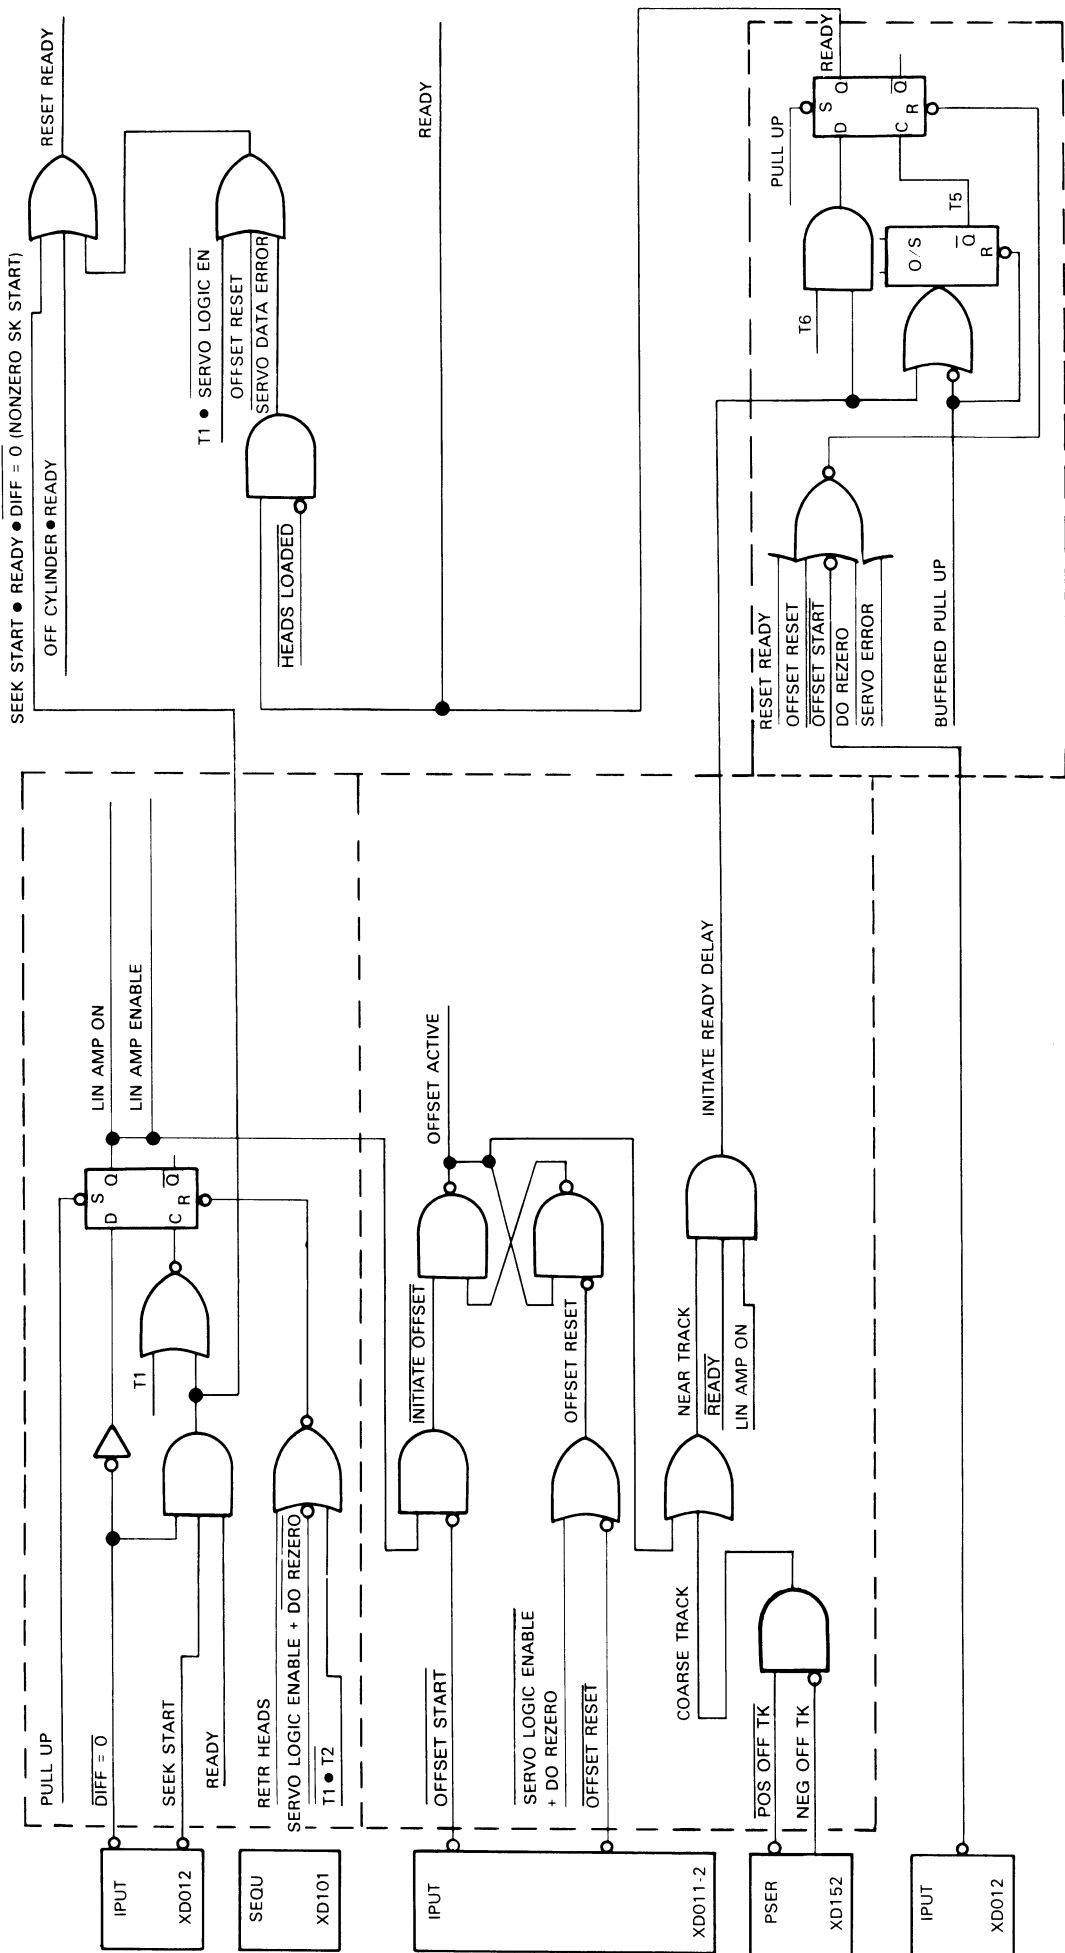 SEEK START ● READY ● DIFF = 0 (NONZERO SK START)
OFF CYLINDER ● READY
RESET READY
T1 ● SERVO LOGIC EN
OFFSET RESET
SERVO DATA ERROR
HEADS LOADED
READY
PULL UP
LIN AMP ON
LIN AMP ENABLE
S
D
Q
C
Q
R
T1
DIFF = 0
SEEK START
READY
RETR HEADS
SERVO LOGIC ENABLE + DO REZERO
T1 ● T2
IPUT
XD012
SEQU
XD101
OFFSET ACTIVE
INITIATE OFFSET
OFFSET RESET
OFFSET START
SERVO LOGIC ENABLE
+ DO REZERO
OFFSET RESET
IPUT
XD011-2
NEAR TRACK
READY
LIN AMP ON
INITIATE READY DELAY
COARSE TRACK
POS OFF TK
NEG OFF TK
PSER
XD152
IPUT
XD012
RESET READY
OFFSET RESET
OFFSET START
DO REZERO
SERVO ERROR
BUFFERED PULL UP
T6
O/S
Q
R
T5
PULL UP
S
D
Q
C
Q
R
READY